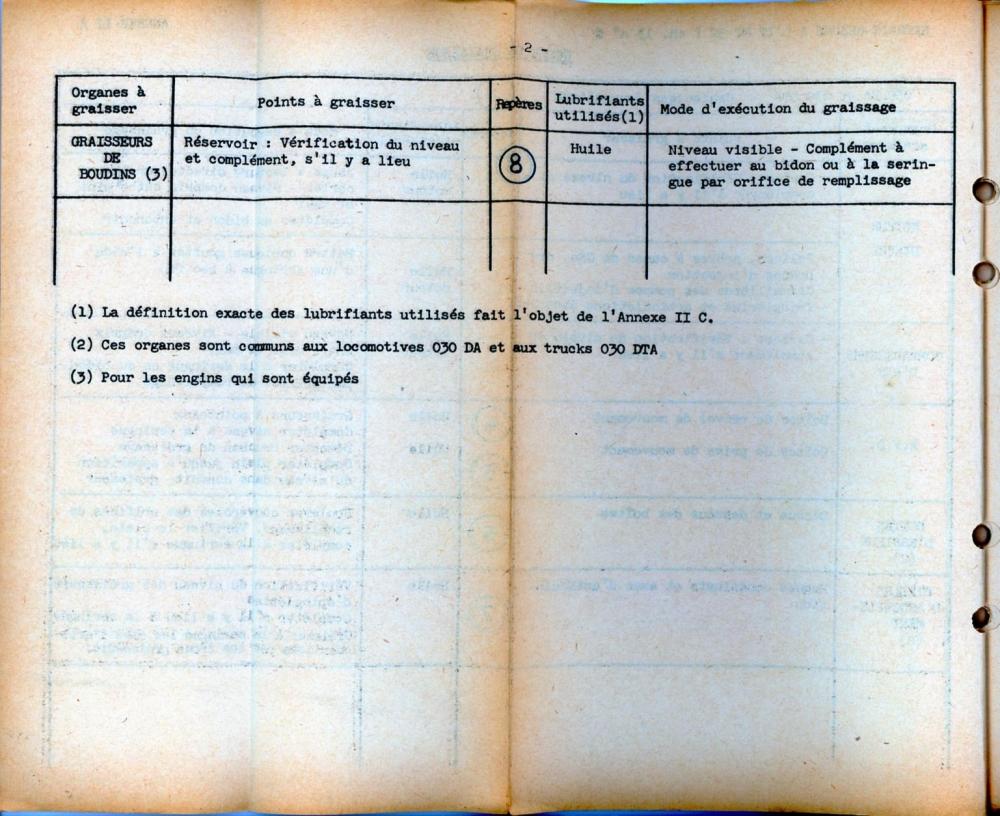 - 2 -
Organes à
graisser
Points à graisser
Repères
Lubrifiants
utilisés(1)
Mode d'exécution du graissage
GRAISSEURS
DE
BOUDINS (3)
Réservoir : Vérification du niveau
et complément, s'il y a lieu
8
Huile
Niveau visible - Complément à
effectuer au bidon ou à la serin-
gue par orifice de remplissage
(1) La définition exacte des lubrifiants utilisés fait l'objet de l'Annexe II C.
(2) Ces organes sont communs aux locomotives 030 DA et aux trucks 030 DTA
(3) Pour les engins qui sont équipés